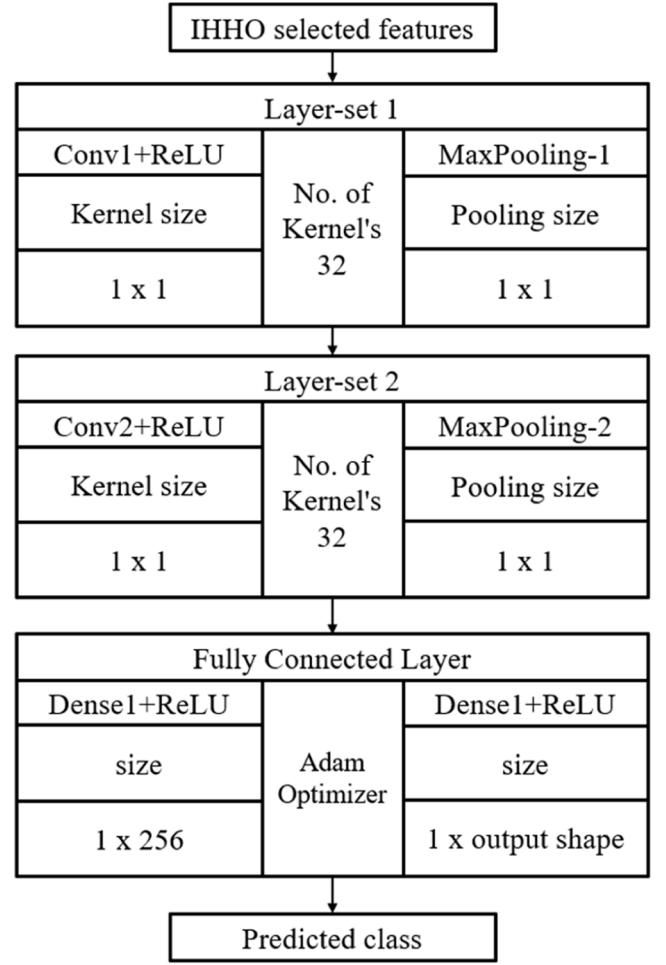 IHHO selected features
Layer-set 1
Conv1+ReLU
Kernel size
1 x 1
No. of
Kernel's
32
MaxPooling-1
Pooling size
1 x 1
Layer-set 2
Conv2+ReLU
Kernel size
1 x 1
No. of
Kernel's
32
MaxPooling-2
Pooling size
1 x 1
Fully Connected Layer
Dense1+ReLU
size
1 x 256
Adam
Optimizer
Dense1+ReLU
size
1 x output shape
Predicted class